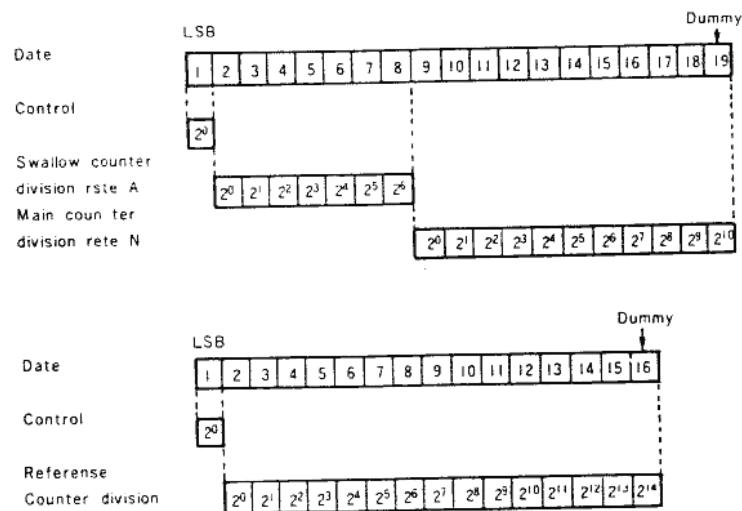 Dummy
LSB
Date
1 2 3 4 5 6 7 8 9 10 11 12 13 14 15 16 17 18 19
Control
2⁰
Swallow counter
division rste A
2⁰ 2¹ 2² 2³ 2⁴ 2⁵ 2⁶
Main coun ter
division rete N
2⁰ 2¹ 2² 2³ 2⁴ 2⁵ 2⁶ 2⁷ 2⁸ 2⁹ 2¹⁰
Dummy
LSB
Date
1 2 3 4 5 6 7 8 9 10 11 12 13 14 15 16
Control
2⁰
Referense
Counter division
2⁰ 2¹ 2² 2³ 2⁴ 2⁵ 2⁶ 2⁷ 2⁸ 2⁹ 2¹⁰ 2¹¹ 2¹² 2¹³ 2¹⁴